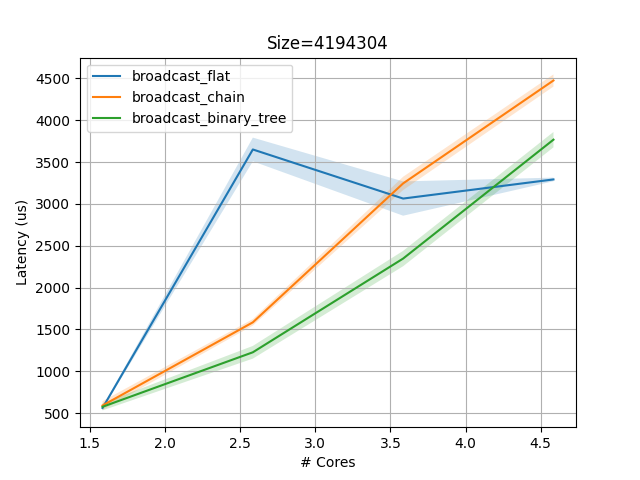 Size=4194304
broadcast_flat
broadcast_chain
broadcast_binary_tree
Latency (us)
4500
4000
3500
3000
2500
2000
1500
1000
500
1.5 2.0 2.5 3.0 3.5 4.0 4.5
# Cores